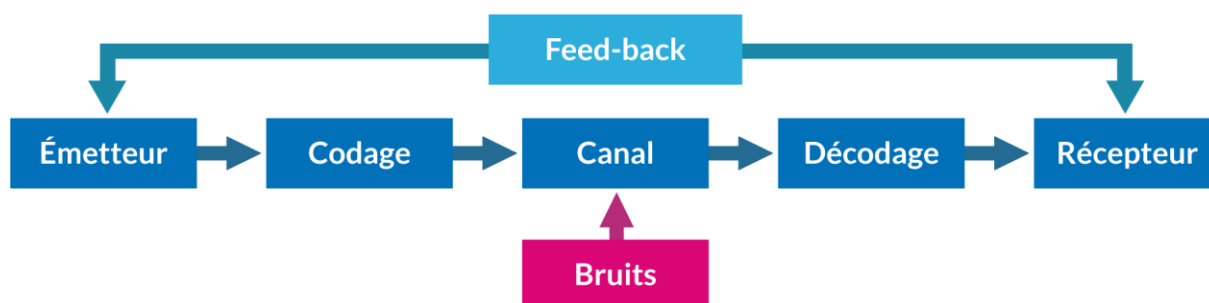 Feed-back
Émetteur
Codage
Canal
Décodage
Récepteur
Bruits